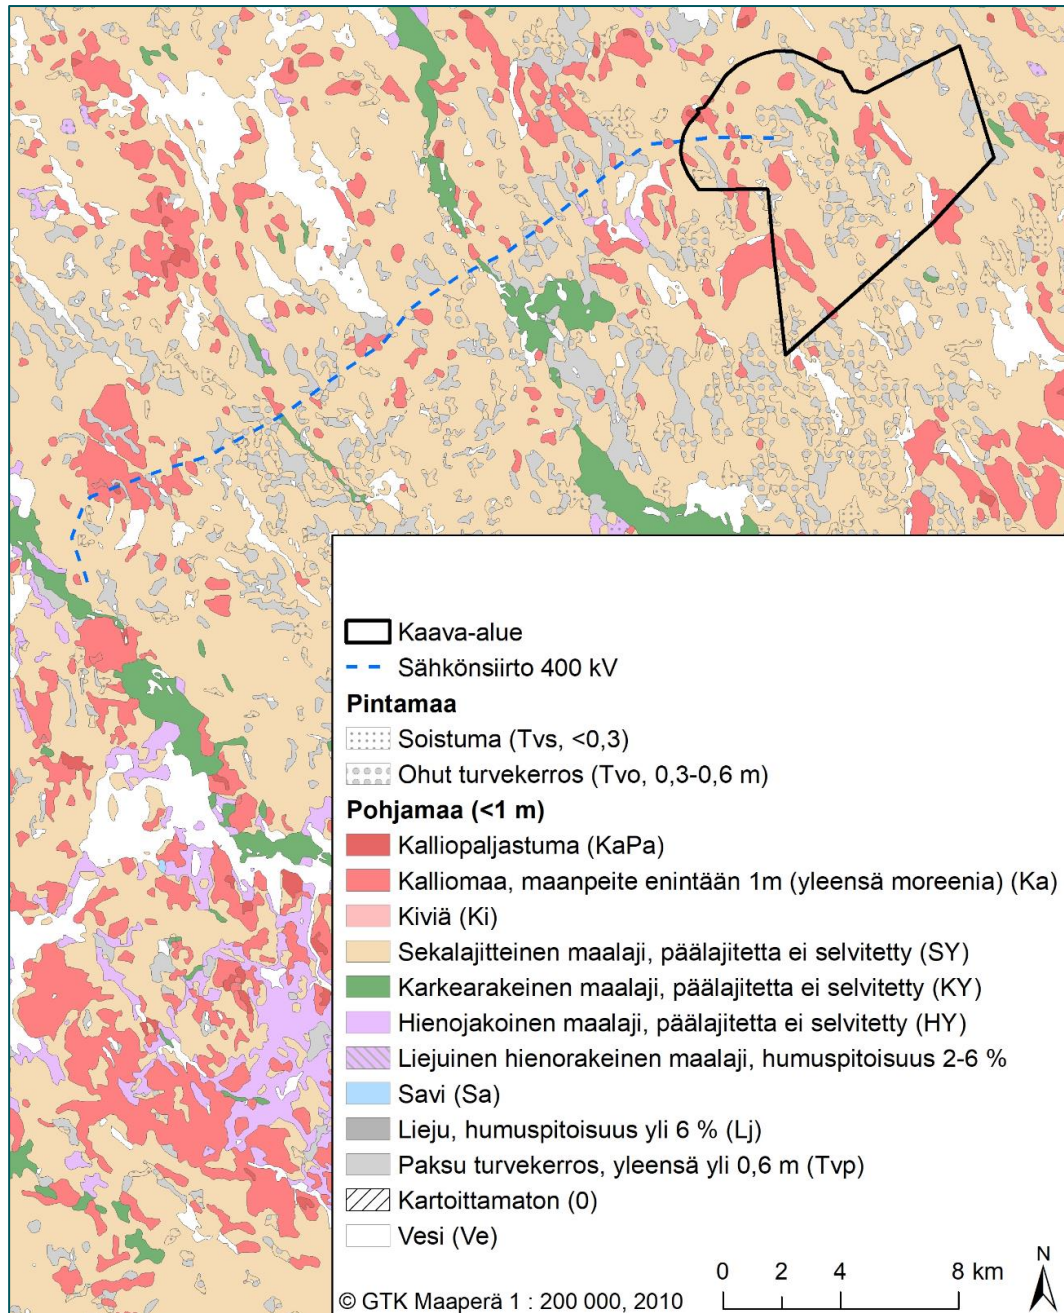 Kaava-alue
Sähkönsiirto 400 kV
Pintamaa
Soistuma (Tvs, <0,3)
Ohut turvekerros (Tvo, 0,3-0,6 m)
Pohjamaa (<1 m)
Kalliopaljastuma (KaPa)
Kalliomaa, maanpeite enintään 1m (yleensä moreenia) (Ka)
Kiviä (Ki)
Sekalajitteinen maalaji, päälajitetta ei selvitetty (SY)
Karkearakeinen maalaji, päälajitetta ei selvitetty (KY)
Hienojakoinen maalaji, päälajitetta ei selvitetty (HY)
Liejuinen hienorakeinen maalaji, humuspitoisuus 2-6 %
Savi (Sa)
Lieju, humuspitoisuus yli 6 % (Lj)
Paksu turvekerros, yleensä yli 0,6 m (Tvp)
Kartoittamaton (0)
Vesi (Ve)
N
0 2 4 8 km
© GTK Maaperä 1 : 200 000, 2010